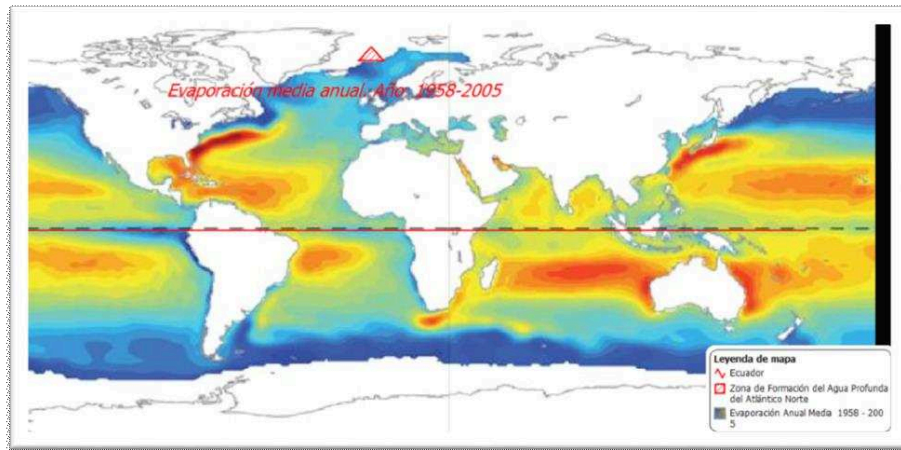 Evaporación media anual. Año: 1958-2005
Leyenda de mapa
Ecuador
Zona de Formación del Agua Profunda
del Atlántico Norte
Evaporación Anual Media 1958 - 200
5